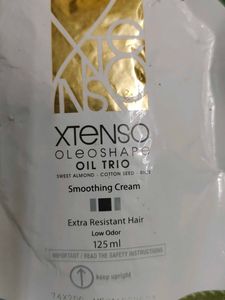 XTENSO
OLEOSHAPE
OIL TRIO
SWEET ALMOND · COTTON SEED · RICE
Smoothing Cream
Extra Resistant Hair
Low Odor
125 ml
IMPORTANT / READ THE SAFETY INSTRUCTIONS
keep upright